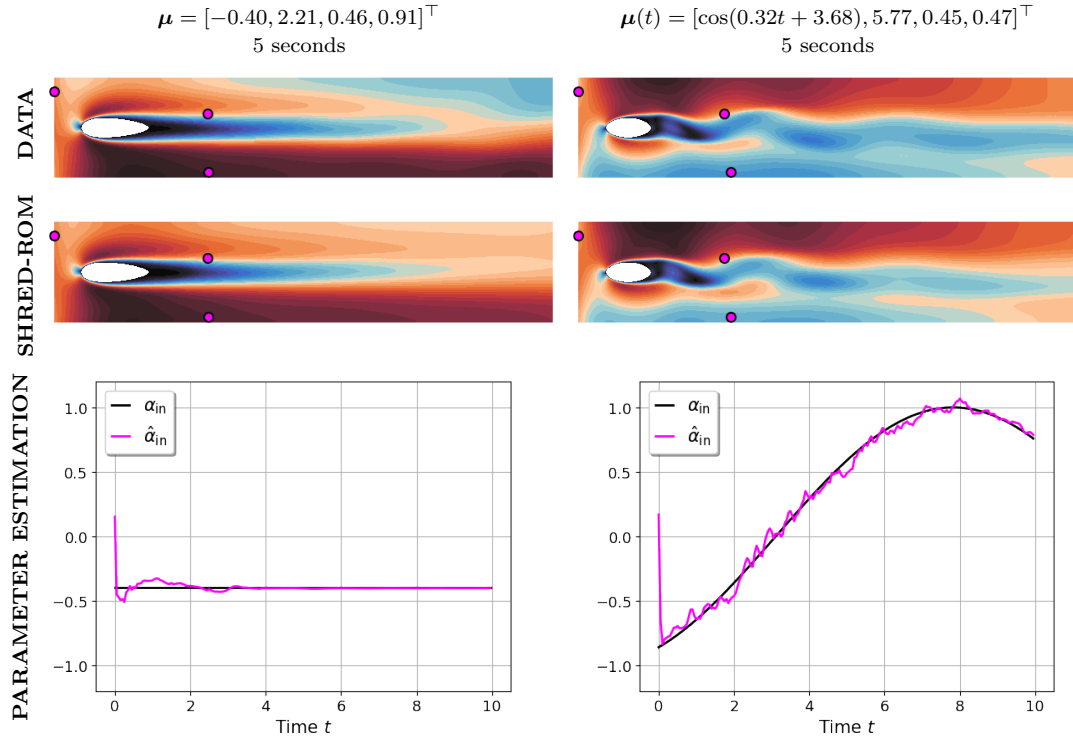 μ = [−0.40, 2.21, 0.46, 0.91]⊤
5 seconds
μ(t) = [cos(0.32t + 3.68), 5.77, 0.45, 0.47]⊤
5 seconds
DATA
SHRED-ROM
PARAMETER ESTIMATION
1.0
0.5
0.0
−0.5
−1.0
α_in
α̂_in
0 2 4 6 8 10
Time t
1.0
0.5
0.0
−0.5
−1.0
α_in
α̂_in
0 2 4 6 8 10
Time t